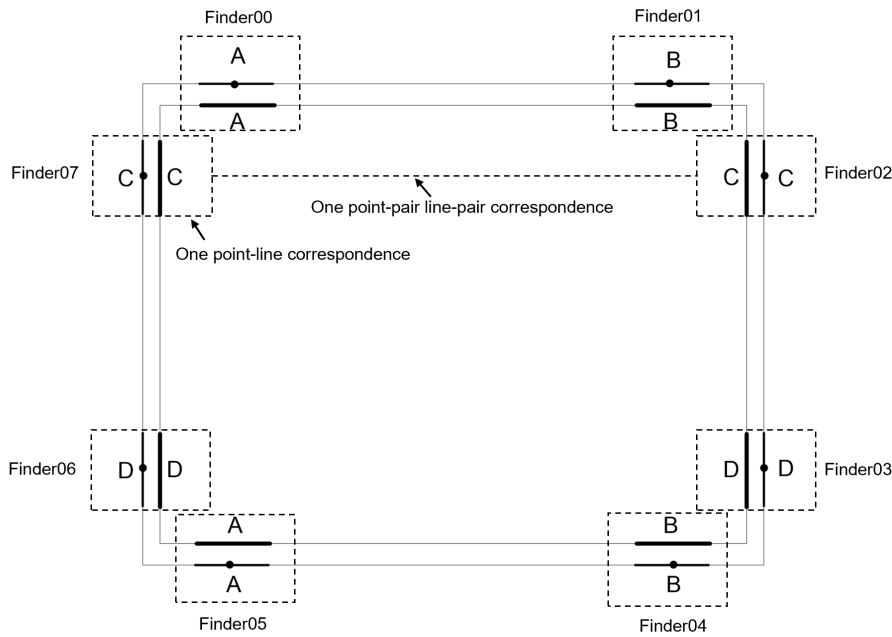 Finder00
Finder01
A
B
A
B
Finder07
C
C
C
C
Finder02
One point-pair line-pair correspondence
One point-line correspondence
Finder06
D
D
D
D
Finder03
A
B
A
B
Finder05
Finder04